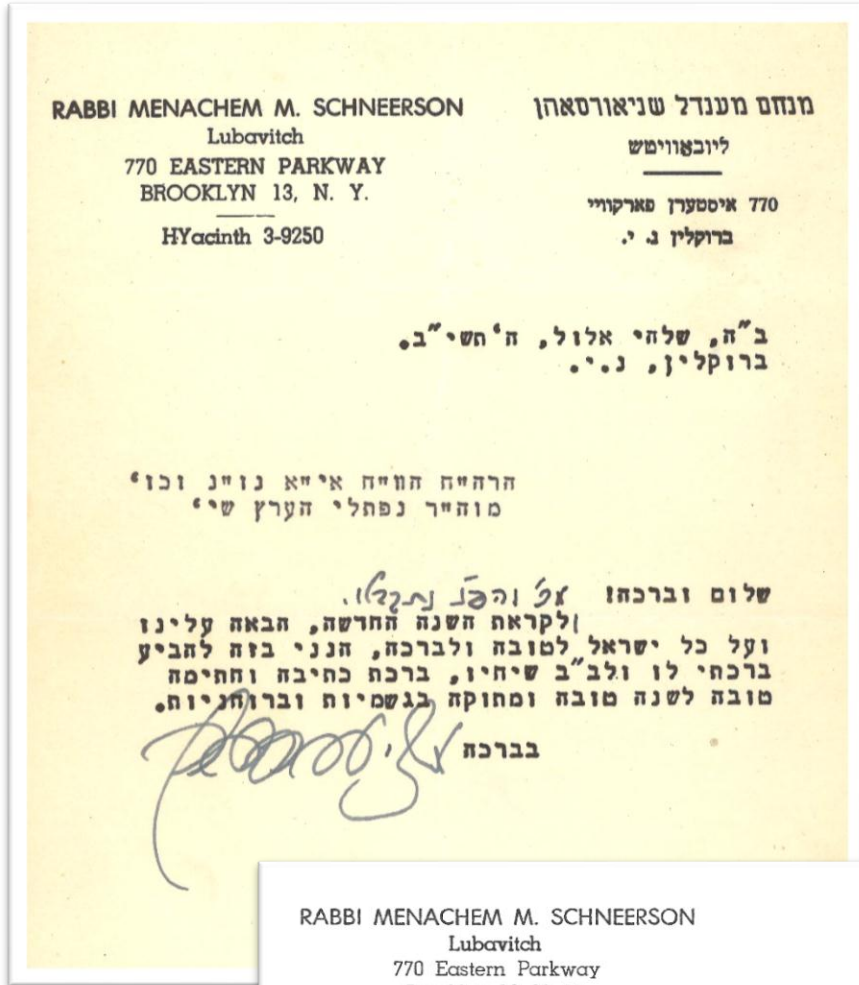 RABBI MENACHEM M. SCHNEERSON
Lubavitch
770 EASTERN PARKWAY
BROOKLYN 13, N. Y.
HYacinth 3-9250
מנחם מענדל שניאורסאהן
ליובאוויטש
770 איסטערן פארקוויי
ברוקלין נ. י.
ב"ה, שלהי אלול, ה'תשי"ב.
ברוקלין, נ.י.
הרה"ח הוו"ח אי"א נו"נ וכו'
מוה"ר נפתלי הערץ שי'
שלום וברכה! והפ"נ נתקבלו.
לקראת השנה החדשה, הבאה עלינו
ועל כל ישראל לטובה ולברכה, הנני בזה להביע
ברכתי לו ולב"ב שיחיו, ברכת כתיבה וחתימה
טובה לשנה טובה ומתוקה בגשמיות וברוחניות.
בברכה
RABBI MENACHEM M. SCHNEERSON
Lubavitch
770 Eastern Parkway